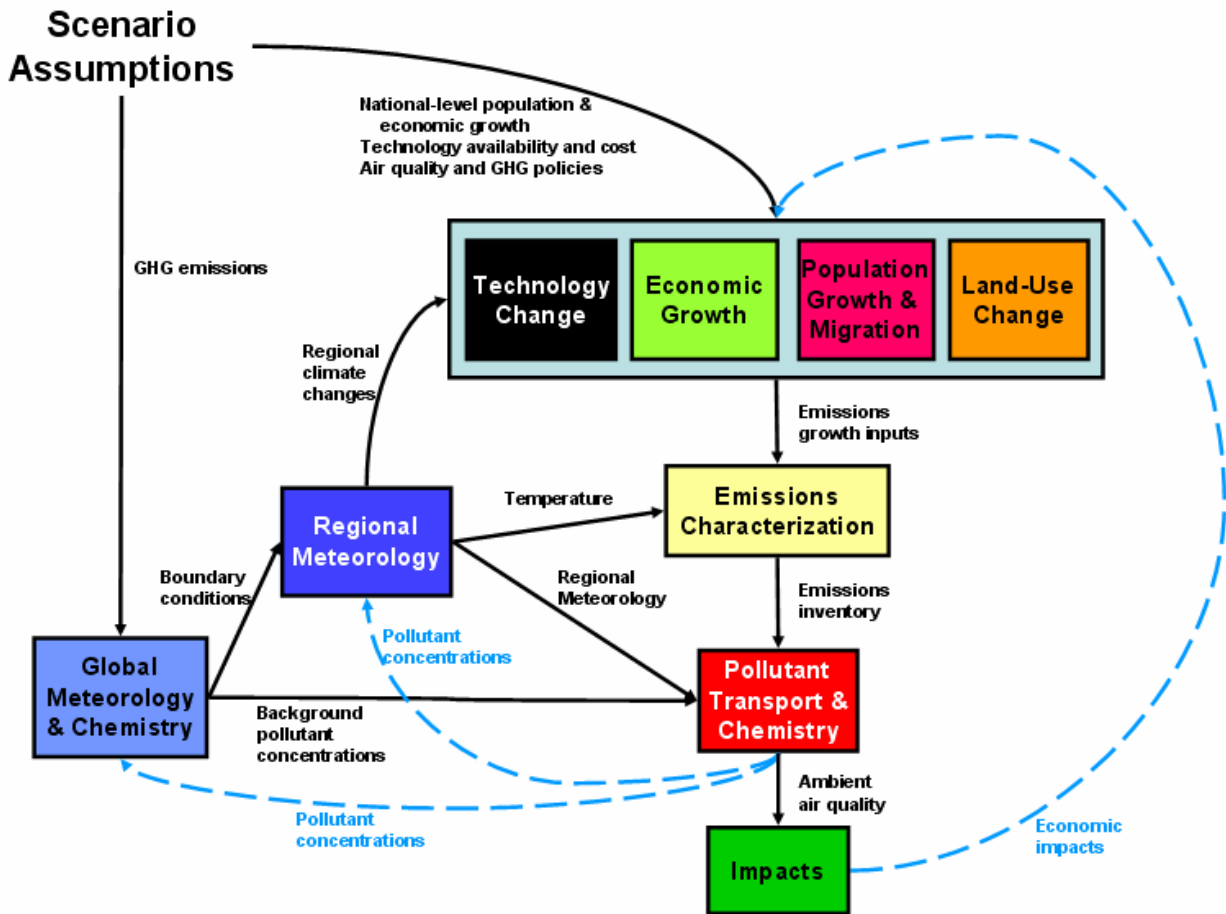 Scenario
Assumptions
National-level population &
economic growth
Technology availability and cost
Air quality and GHG policies
GHG emissions
Technology
Change
Economic
Growth
Population
Growth &
Migration
Land-Use
Change
Regional
climate
changes
Emissions
growth inputs
Temperature
Emissions
Characterization
Regional
Meteorology
Boundary
conditions
Regional
Meteorology
Emissions
inventory
Pollutant
concentrations
Global
Meteorology
& Chemistry
Pollutant
Transport &
Chemistry
Background
pollutant
concentrations
Ambient
air quality
Pollutant
concentrations
Economic
impacts
Impacts